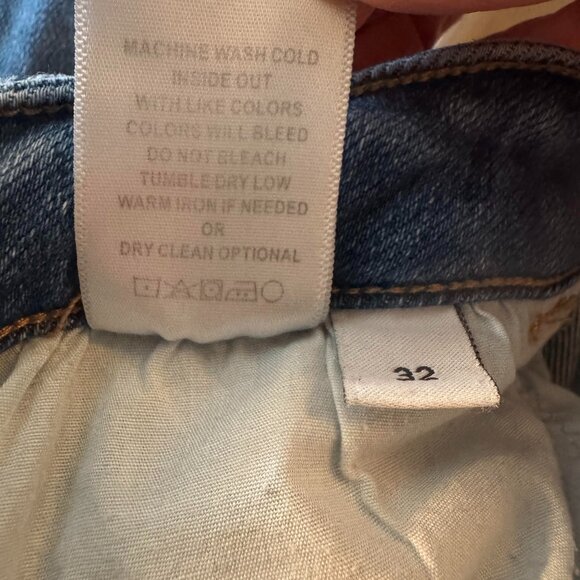 MACHINE WASH COLD
INSIDE OUT
WITH LIKE COLORS
COLORS WILL BLEED
DO NOT BLEACH
TUMBLE DRY LOW
WARM IRON IF NEEDED
OR
DRY CLEAN OPTIONAL
32